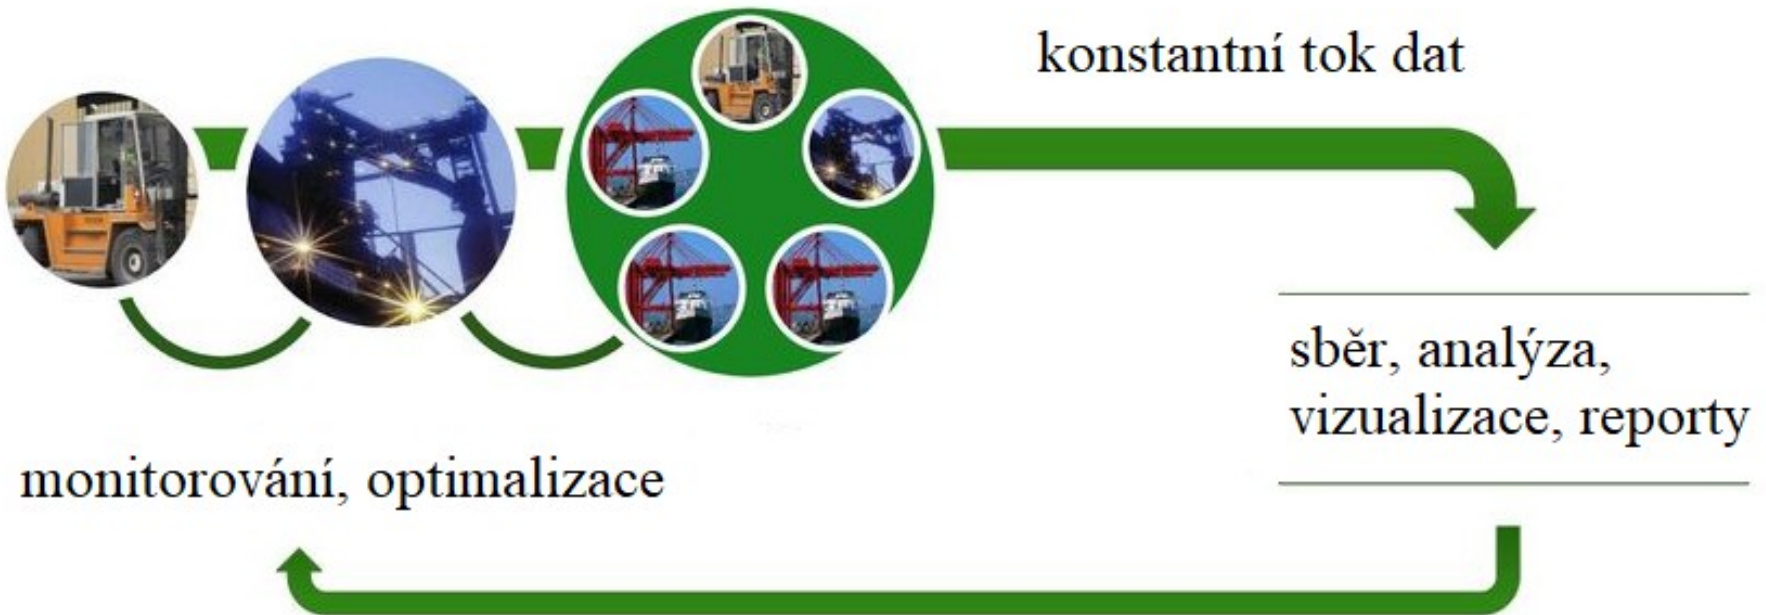 konstantní tok dat
sběr, analýza,
vizualizace, reporty
monitorování, optimalizace